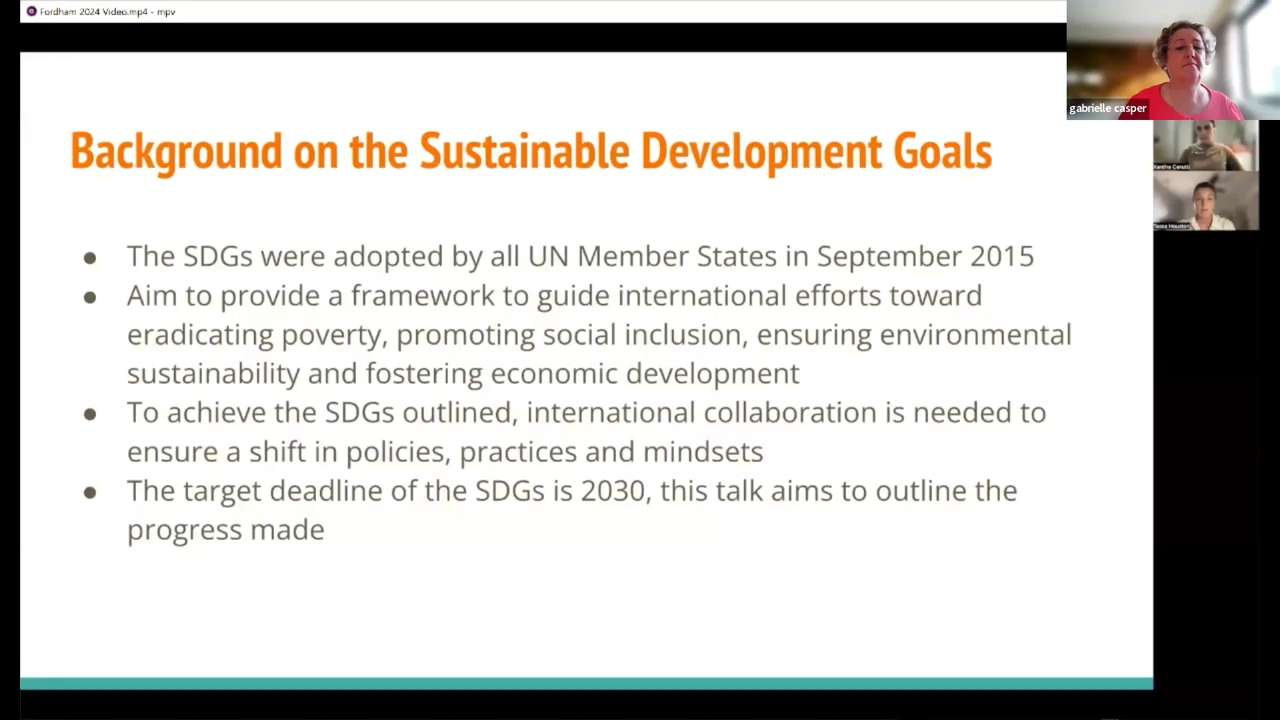 Fordham 2024 Video.mp4 - mpv
gabrielle casper
Background on the Sustainable Development Goals
● The SDGs were adopted by all UN Member States in September 2015
● Aim to provide a framework to guide international efforts toward
eradicating poverty, promoting social inclusion, ensuring environmental
sustainability and fostering economic development
● To achieve the SDGs outlined, international collaboration is needed to
ensure a shift in policies, practices and mindsets
● The target deadline of the SDGs is 2030, this talk aims to outline the
progress made